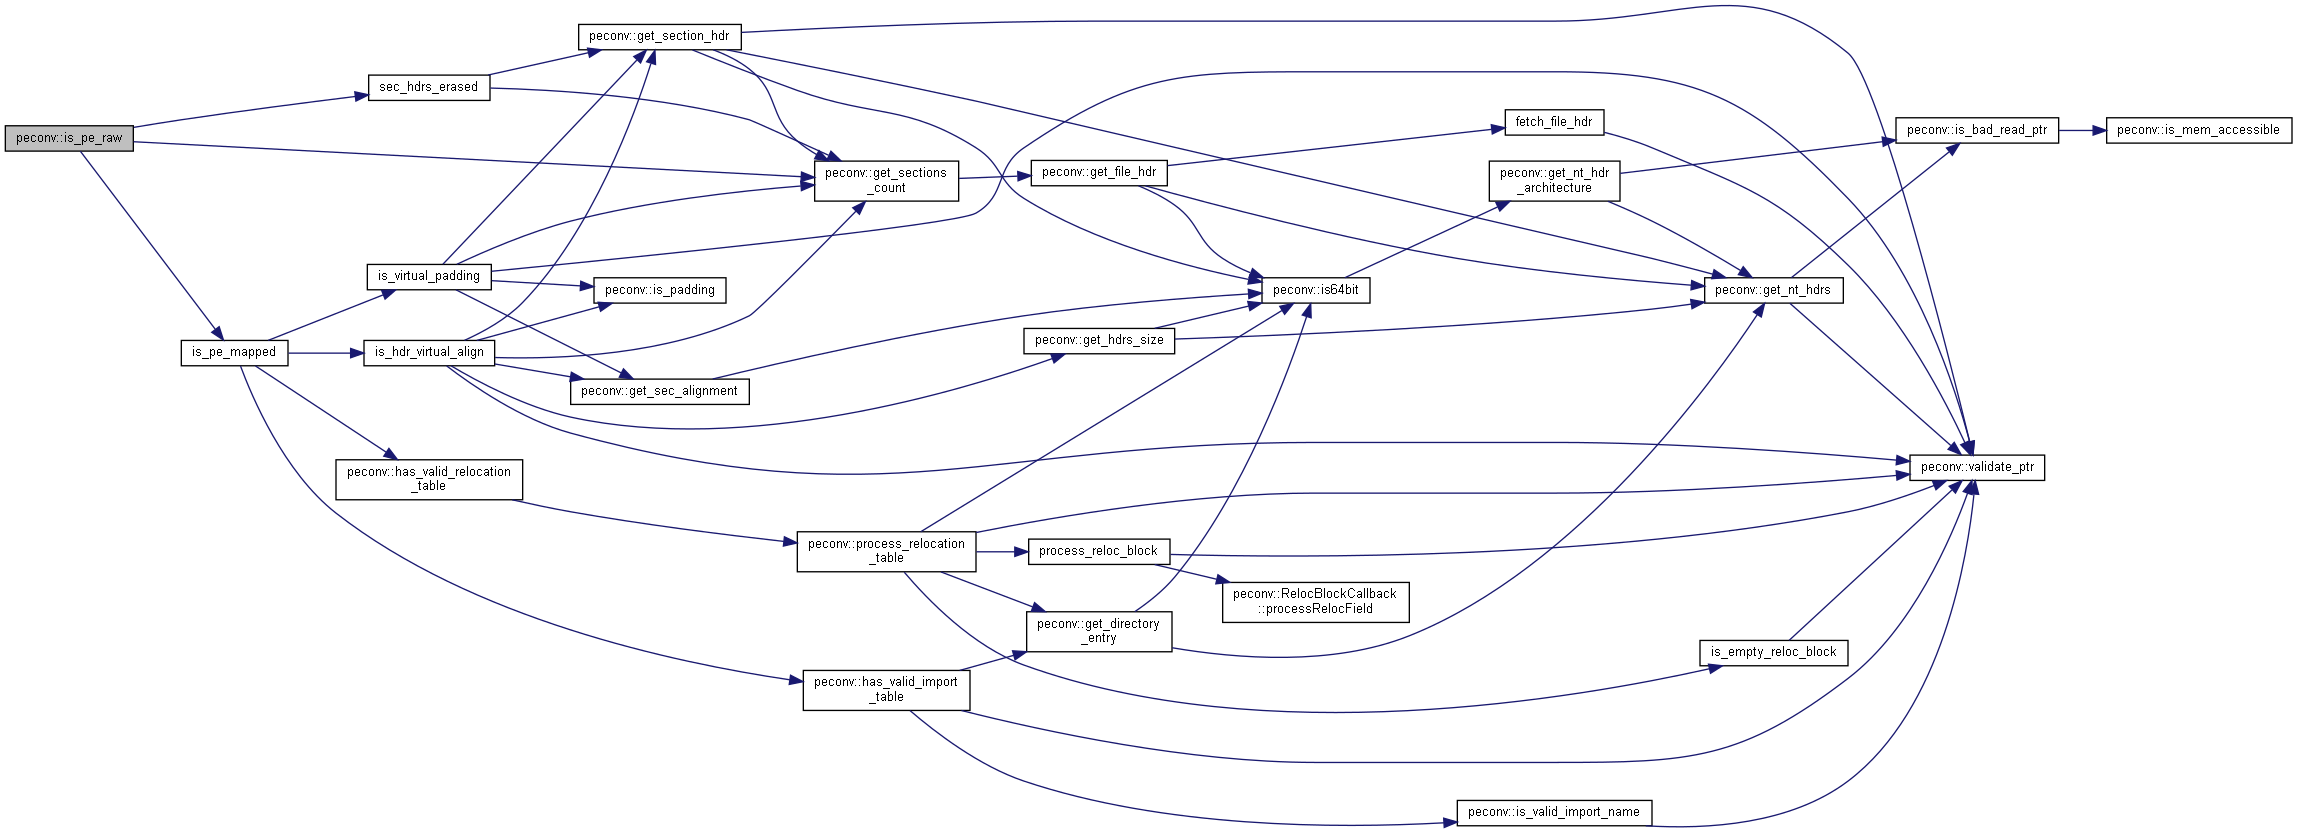 peconv::is_pe_raw
sec_hdrs_erased
peconv::get_section_hdr
peconv::get_sections
_count
is_pe_mapped
is_virtual_padding
is_hdr_virtual_align
peconv::is_padding
peconv::get_sec_alignment
peconv::has_valid_relocation
_table
peconv::process_relocation
_table
peconv::has_valid_import
_table
peconv::get_file_hdr
peconv::get_hdrs_size
process_reloc_block
peconv::get_directory
_entry
peconv::RelocBlockCallback
::processRelocField
peconv::is64bit
fetch_file_hdr
peconv::get_nt_hdr
_architecture
peconv::get_nt_hdrs
is_empty_reloc_block
peconv::is_valid_import_name
peconv::is_bad_read_ptr
peconv::validate_ptr
peconv::is_mem_accessible